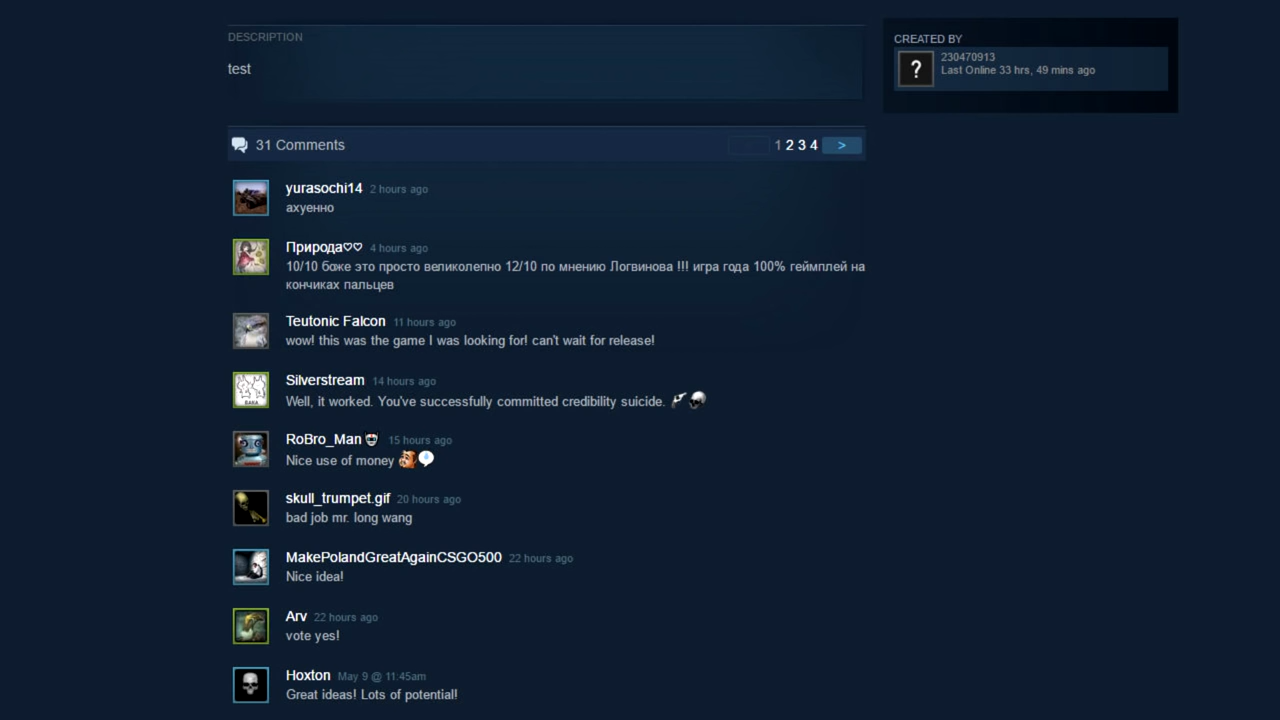 DESCRIPTION
test
CREATED BY
230470913
Last Online 33 hrs, 49 mins ago
31 Comments
1 2 3 4 >
yurasochi14 2 hours ago
ахуенно
Природа♡♡ 4 hours ago
10/10 боже это просто великолепно 12/10 по мнению Логвинова !!! игра года 100% геймплей на
кончиках пальцев
Teutonic Falcon 11 hours ago
wow! this was the game I was looking for! can't wait for release!
Silverstream 14 hours ago
Well, it worked. You've successfully committed credibility suicide.
RoBro_Man 15 hours ago
Nice use of money
skull_trumpet.gif 20 hours ago
bad job mr. long wang
MakePolandGreatAgainCSGO500 22 hours ago
Nice idea!
Arv 22 hours ago
vote yes!
Hoxton May 9 @ 11:45am
Great ideas! Lots of potential!